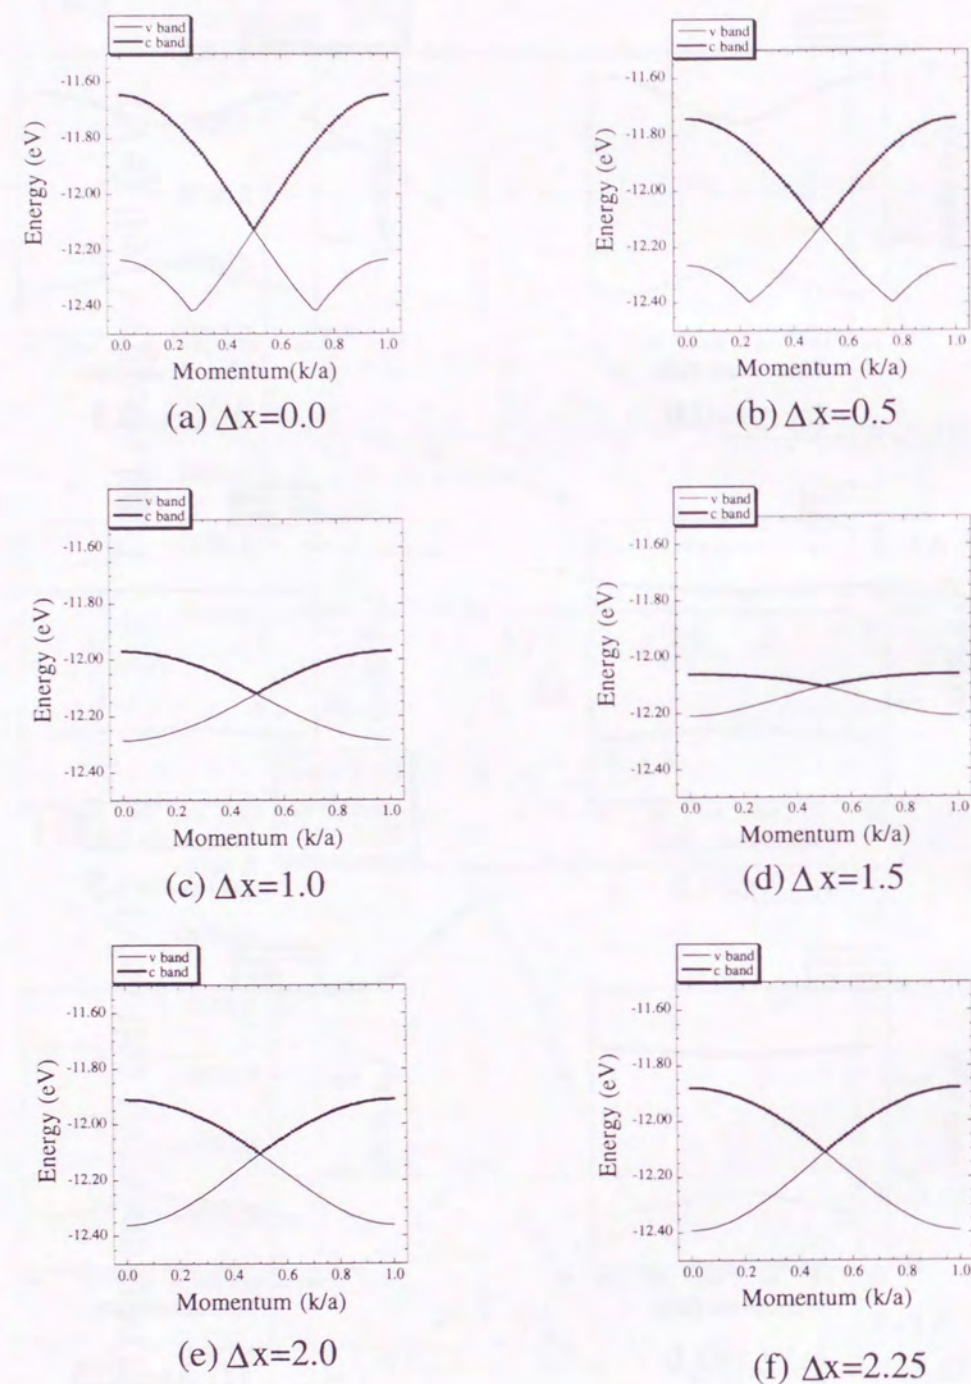 v band
c band
-11.60
-11.80
-12.00
-12.20
-12.40
Energy (eV)
0.0 0.2 0.4 0.6 0.8 1.0
Momentum(k/a)
(a) Δx=0.0
v band
c band
-11.60
-11.80
-12.00
-12.20
-12.40
Energy (eV)
0.0 0.2 0.4 0.6 0.8 1.0
Momentum (k/a)
(b) Δx=0.5
v band
c band
-11.60
-11.80
-12.00
-12.20
-12.40
Energy (eV)
0.0 0.2 0.4 0.6 0.8 1.0
Momentum (k/a)
(c) Δx=1.0
v band
c band
-11.60
-11.80
-12.00
-12.20
-12.40
Energy (eV)
0.0 0.2 0.4 0.6 0.8 1.0
Momentum (k/a)
(d) Δx=1.5
v band
c band
-11.60
-11.80
-12.00
-12.20
-12.40
Energy (eV)
0.0 0.2 0.4 0.6 0.8 1.0
Momentum (k/a)
(e) Δx=2.0
v band
c band
-11.60
-11.80
-12.00
-12.20
-12.40
Energy (eV)
0.0 0.2 0.4 0.6 0.8 1.0
Momentum (k/a)
(f) Δx=2.25